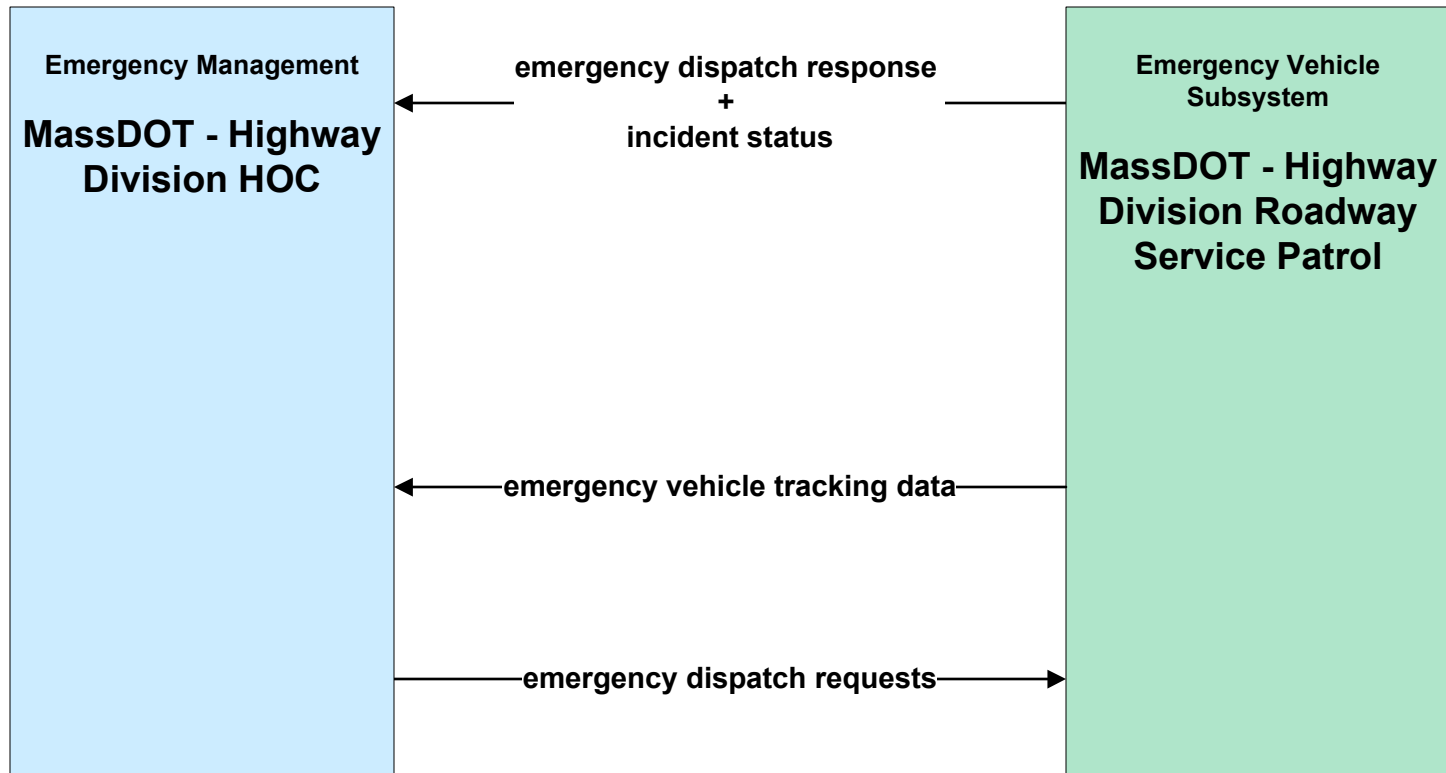 Emergency Management
MassDOT - Highway
Division HOC
emergency dispatch response
+
incident status
emergency vehicle tracking data
emergency dispatch requests
Emergency Vehicle
Subsystem
MassDOT - Highway
Division Roadway
Service Patrol